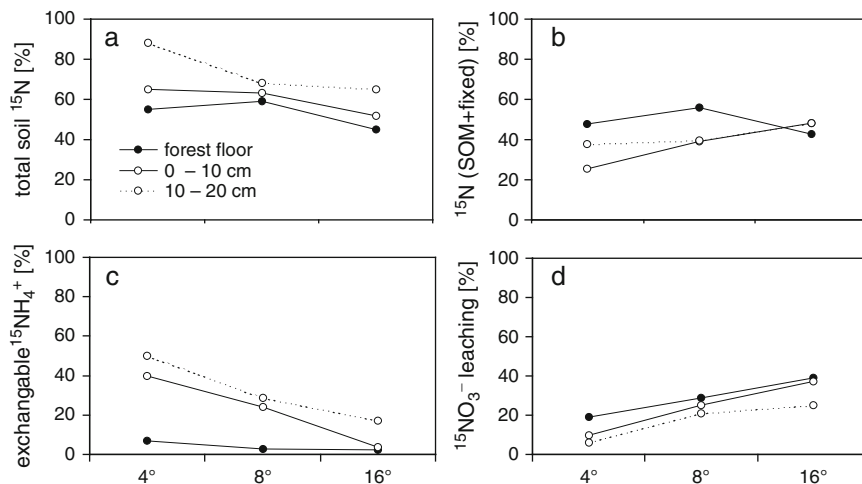 a
total soil ¹⁵N [%]
100
80
60
40
20
0
forest floor
0 – 10 cm
10 – 20 cm
b
¹⁵N (SOM+fixed) [%]
100
80
60
40
20
0
c
exchangable¹⁵NH₄⁺ [%]
100
80
60
40
20
0
4° 8° 16°
d
¹⁵NO₃⁻ leaching [%]
100
80
60
40
20
0
4° 8° 16°